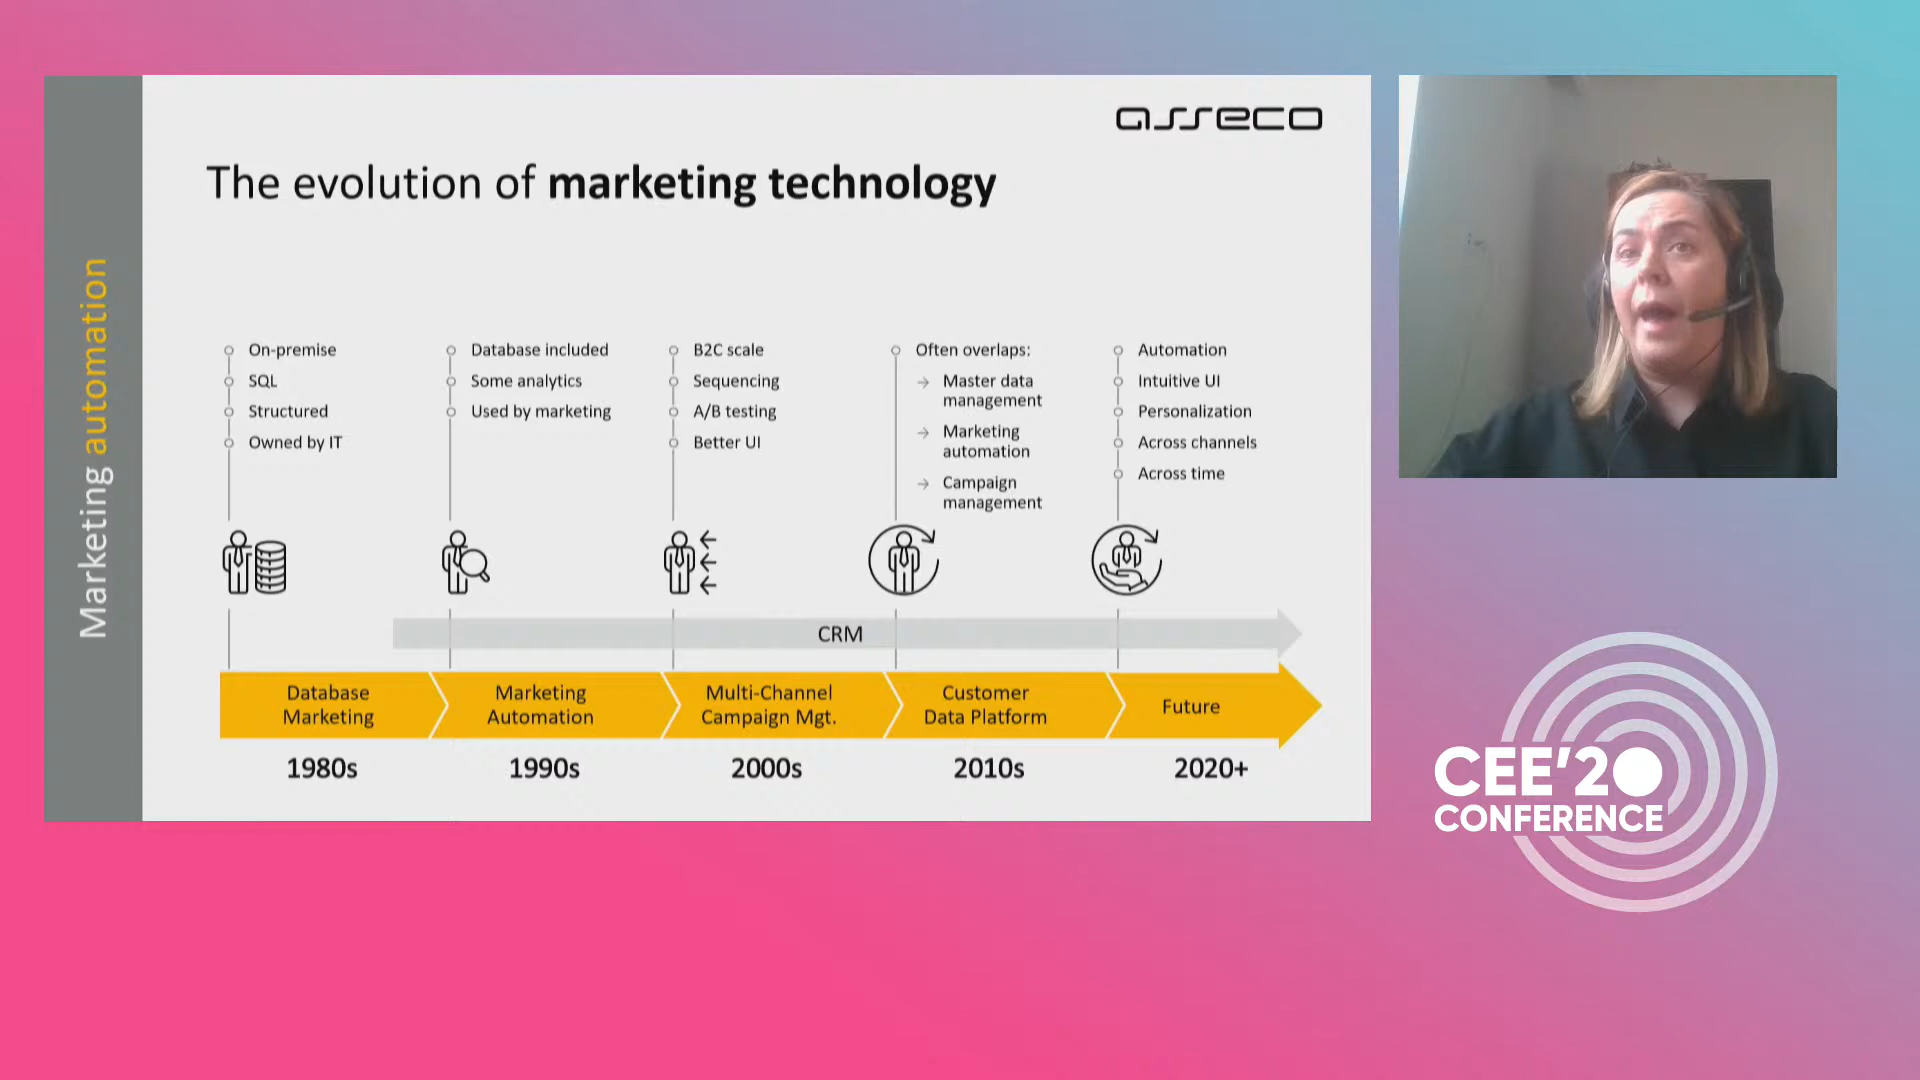 Marketing automation
asseco
The evolution of marketing technology
On-premise
SQL
Structured
Owned by IT
Database included
Some analytics
Used by marketing
B2C scale
Sequencing
A/B testing
Better UI
Often overlaps:
Master data
management
Marketing
automation
Campaign
management
Automation
Intuitive UI
Personalization
Across channels
Across time
CRM
Database
Marketing
Marketing
Automation
Multi-Channel
Campaign Mgt.
Customer
Data Platform
Future
1980s
1990s
2000s
2010s
2020+
CEE'20
CONFERENCE